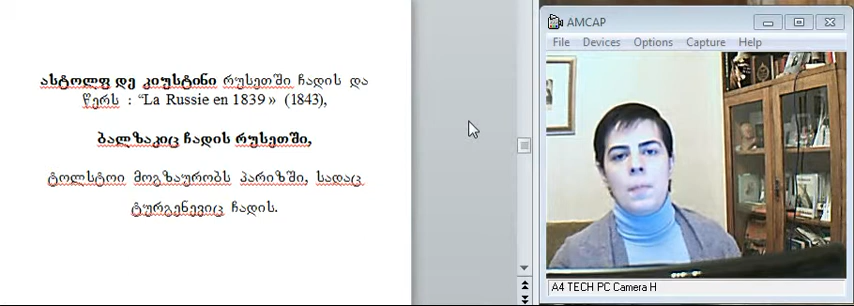 ასტოლფ დე კიუსტინი რუსეთში ჩადის და
წერს : “La Russie en 1839 » (1843),
ბალზაკიც ჩადის რუსეთში,
ტოლსტოი მოგზაურობს პარიზში, სადაც
ტურგენევიც ჩადის.
AMCAP
File Devices Options Capture Help
A4 TECH PC Camera H